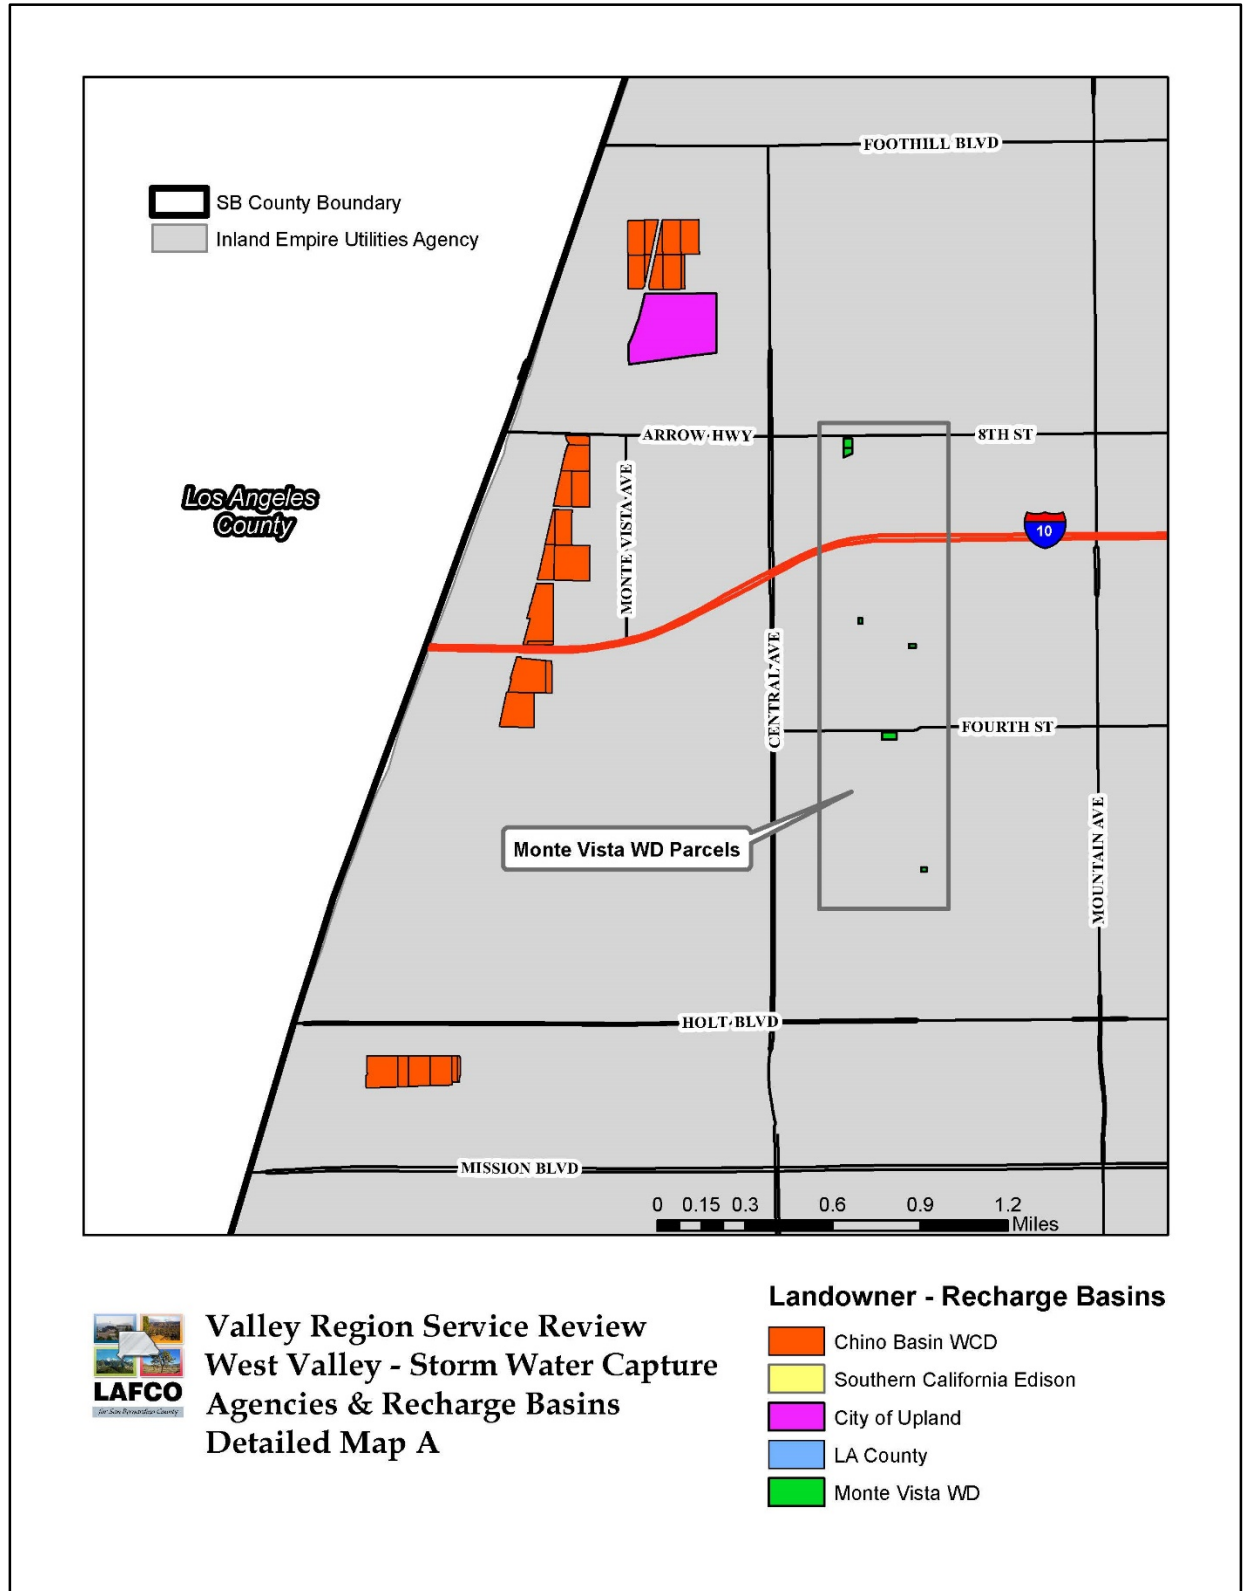 FOOTHILL BLVD
SB County Boundary
Inland Empire Utilities Agency
ARROW HWY
8TH ST
MONTE VISTA AVE
Los Angeles
County
10
CENTRAL AVE
FOURTH ST
MOUNTAIN AVE
Monte Vista WD Parcels
HOLT BLVD
MISSION BLVD
0 0.15 0.3 0.6 0.9 1.2
Miles
Landowner - Recharge Basins
Chino Basin WCD
Southern California Edison
City of Upland
LA County
Monte Vista WD
LAFCO
for San Bernardino County
Valley Region Service Review
West Valley - Storm Water Capture
Agencies & Recharge Basins
Detailed Map A